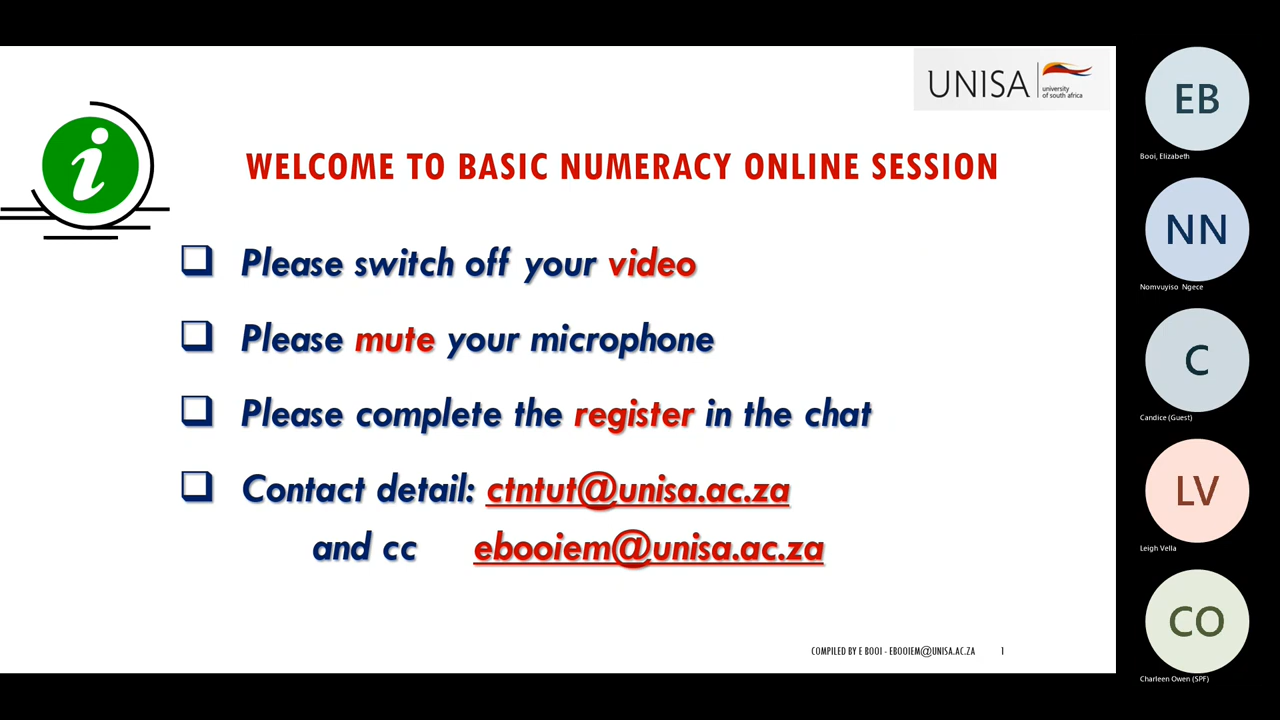 UNISA
university
of south africa
WELCOME TO BASIC NUMERACY ONLINE SESSION
❑ Please switch off your video
❑ Please mute your microphone
❑ Please complete the register in the chat
❑ Contact detail: ctntut@unisa.ac.za
and cc ebooiem@unisa.ac.za
COMPILED BY E BOOI - EBOOIEM@UNISA.AC.ZA 1
EB
Booi, Elizabeth
NN
Nomvuyiso Ngece
C
Candice (Guest)
LV
Leigh Vella
CO
Charleen Owen (SPF)